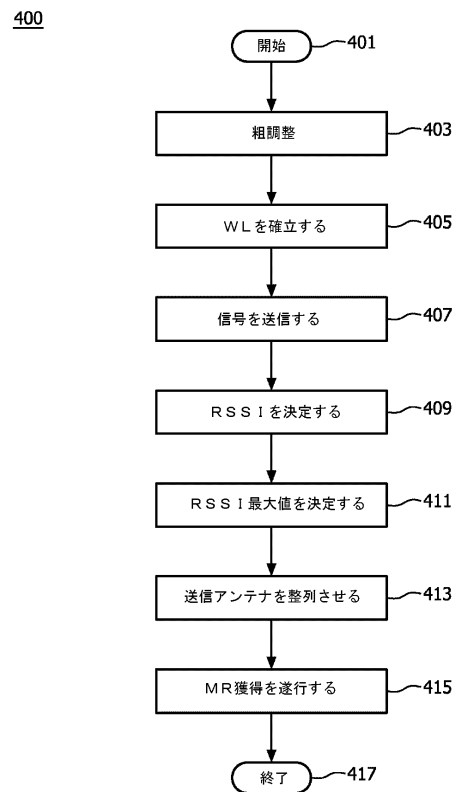 400
開始
401
粗調整
403
ＷＬを確立する
405
信号を送信する
407
ＲＳＳＩを決定する
409
ＲＳＳＩ最大値を決定する
411
送信アンテナを整列させる
413
ＭＲ獲得を遂行する
415
終了
417